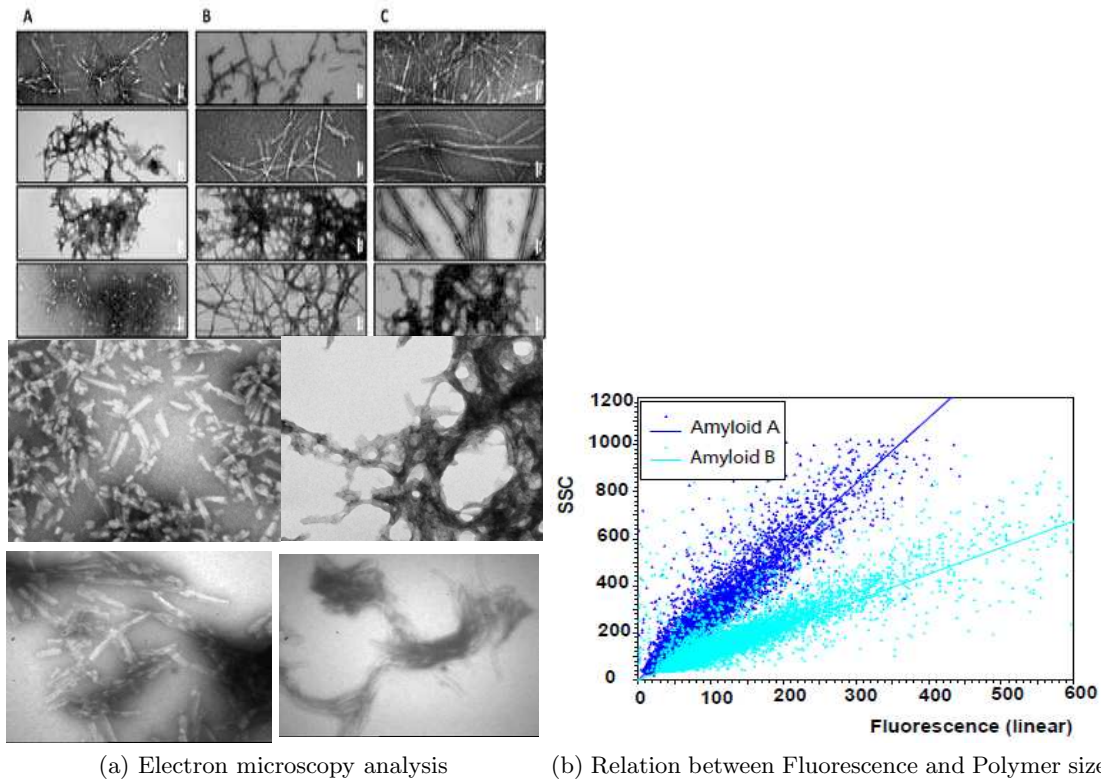 A B C
1200
1000
800
600
400
200
0
SSC
Amyloid A
Amyloid B
0 100 200 300 400 500 600
Fluorescence (linear)
(a) Electron microscopy analysis
(b) Relation between Fluorescence and Polymer size